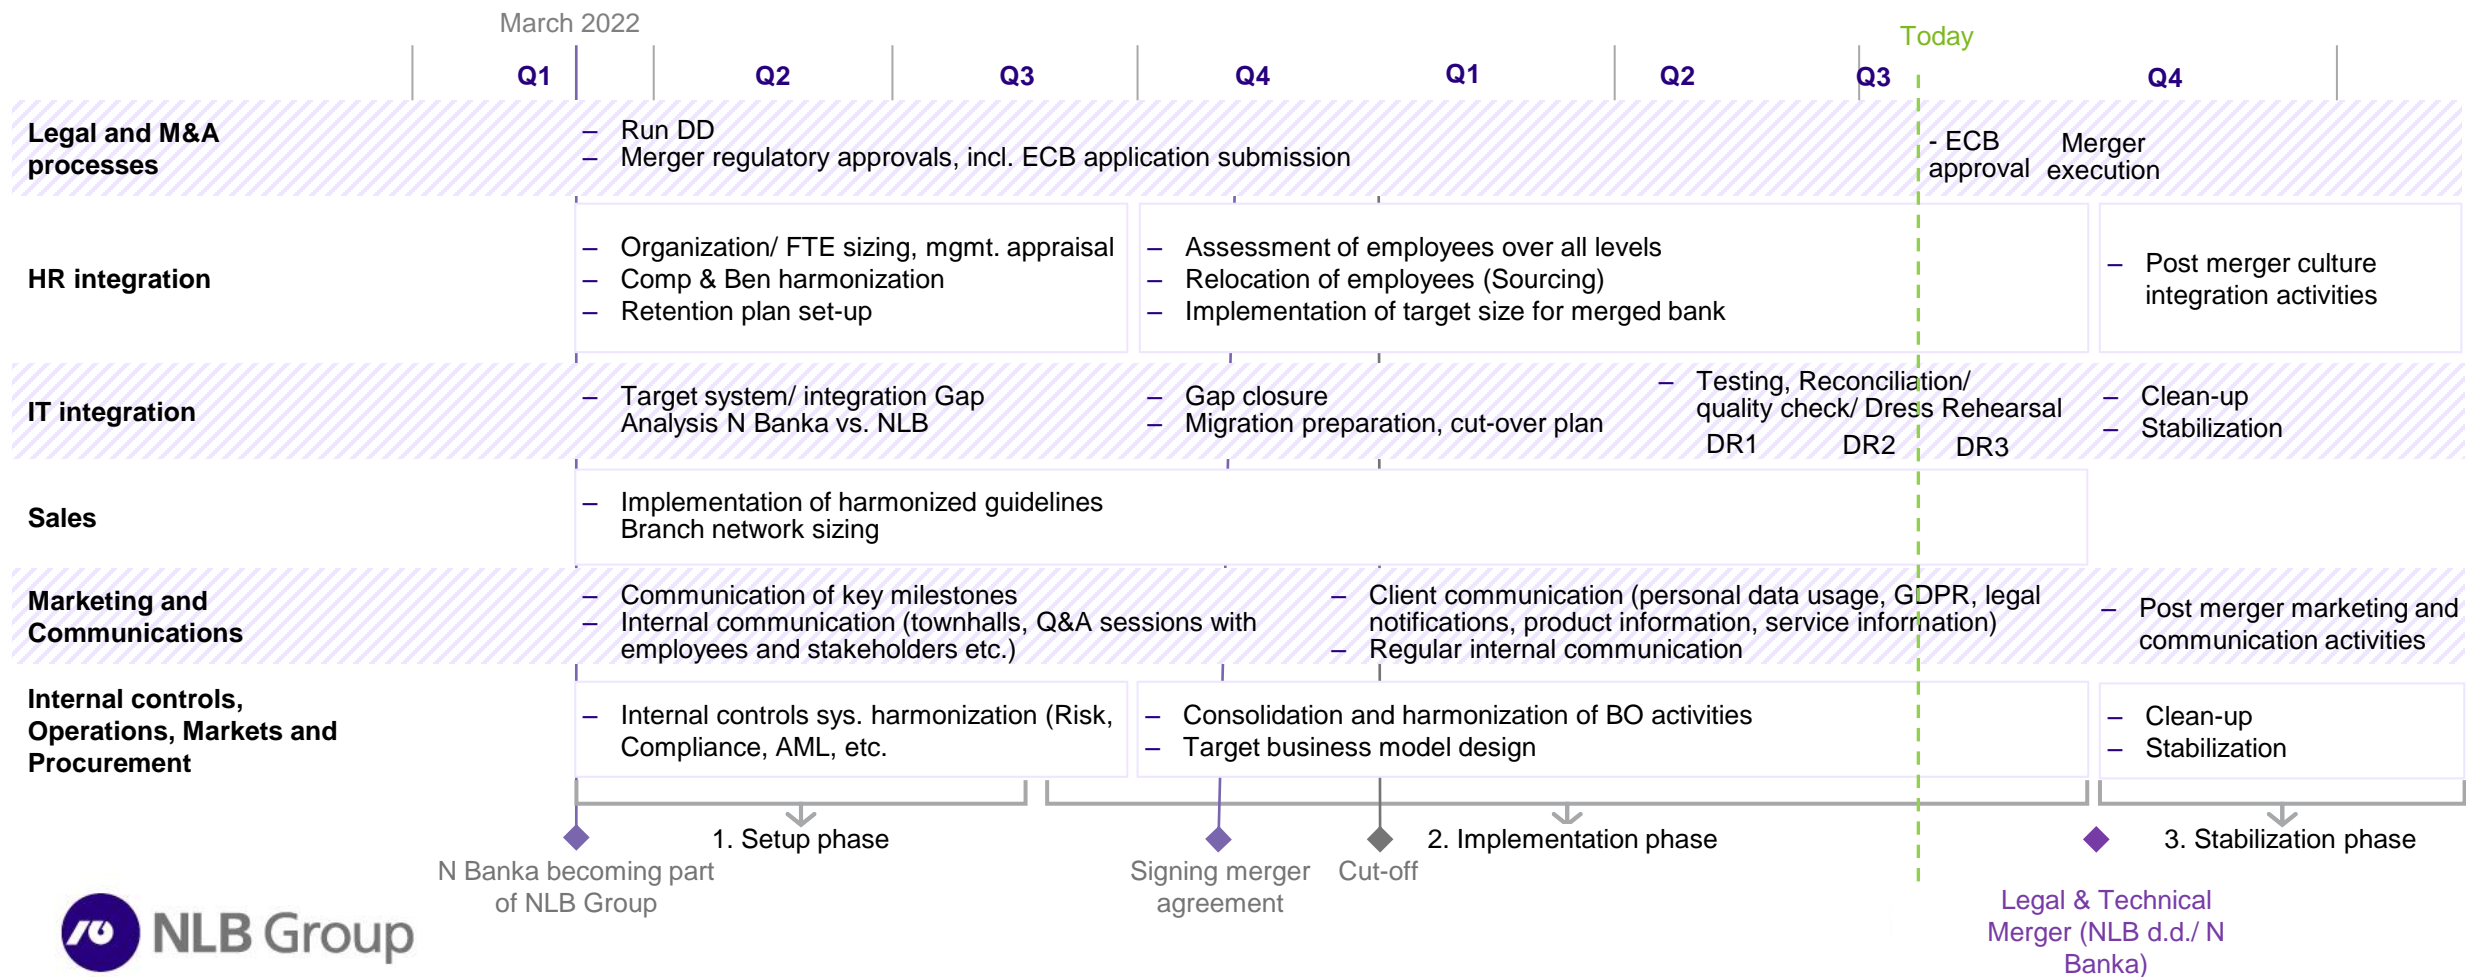 March 2022
Today
Q1
Q2
Q3
Q4
Q1
Q2
Q3
Q4
Legal and M&A
processes
– Run DD
– Merger regulatory approvals, incl. ECB application submission
- ECB
approval
Merger
execution
HR integration
– Organization/ FTE sizing, mgmt. appraisal
– Comp & Ben harmonization
– Retention plan set-up
– Assessment of employees over all levels
– Relocation of employees (Sourcing)
– Implementation of target size for merged bank
– Post merger culture
integration activities
IT integration
– Target system/ integration Gap
Analysis N Banka vs. NLB
– Gap closure
– Migration preparation, cut-over plan
– Testing, Reconciliation/
quality check/ Dress Rehearsal
DR1
DR2
DR3
– Clean-up
– Stabilization
Sales
– Implementation of harmonized guidelines
Branch network sizing
Marketing and
Communications
– Communication of key milestones
– Internal communication (townhalls, Q&A sessions with
employees and stakeholders etc.)
– Client communication (personal data usage, GDPR, legal
notifications, product information, service information)
– Regular internal communication
– Post merger marketing and
communication activities
Internal controls,
Operations, Markets and
Procurement
– Internal controls sys. harmonization (Risk,
Compliance, AML, etc.
– Consolidation and harmonization of BO activities
– Target business model design
– Clean-up
– Stabilization
1. Setup phase
2. Implementation phase
3. Stabilization phase
N Banka becoming part
of NLB Group
Signing merger
agreement
Cut-off
Legal & Technical
Merger (NLB d.d./ N
Banka)
NLB Group